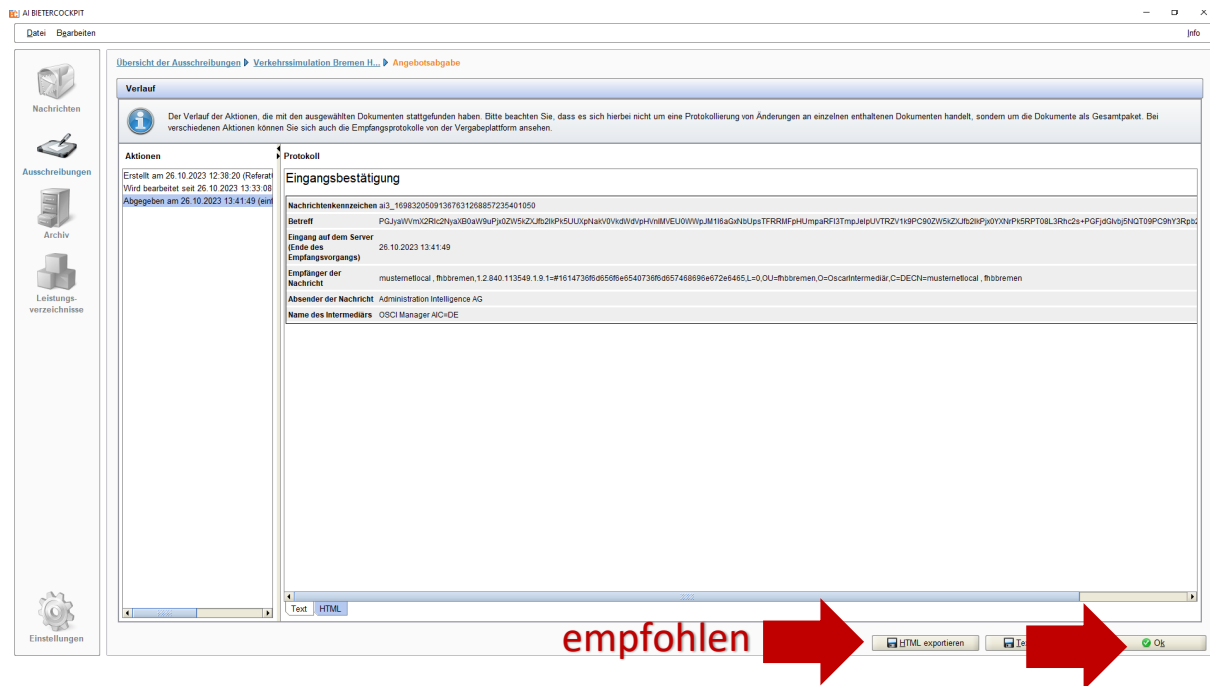 AI BIETERCOCKPIT
Datei Bearbeiten
Info
Nachrichten
Ausschreibungen
Archiv
Leistungs-
verzeichnisse
Einstellungen
Übersicht der Ausschreibungen Verkehrssimulation Bremen H... Angebotsabgabe
Verlauf
Der Verlauf der Aktionen, die mit den ausgewählten Dokumenten stattgefunden haben. Bitte beachten Sie, dass es sich hierbei nicht um eine Protokollierung von Änderungen an einzelnen enthaltenen Dokumenten handelt, sondern um die Dokumente als Gesamtpaket. Bei
verschiedenen Aktionen können Sie sich auch die Empfangsprotokolle von der Vergabeplattform ansehen.
Aktionen
Erstellt am 26.10.2023 12:38:20 (Referat
Wird bearbeitet seit 26.10.2023 13:33:08
Abgegeben am 26.10.2023 13:41:49 (einf
Protokoll
Eingangsbestätigung
Nachrichtenkennzeichen ai3_16983205091367631268857235401050
Betreff
Eingang auf dem Server
(Ende des
Empfangsvorgangs)
26.10.2023 13:41:49
Empfänger der
Nachricht
musternetlocal , fhbbremen,1.2.840.113549.1.9.1=#1614736f6d656f6e6540736f6d657468696e672e6465,L=0,OU=fhbbremen,O=OscarIntermediär,C=DECN=musternetlocal , fhbbremen
Absender der Nachricht Administration Intelligence AG
Name des Intermediärs OSCI Manager AIC=DE
Text HTML
empfohlen
HTML exportieren
Te
Ok